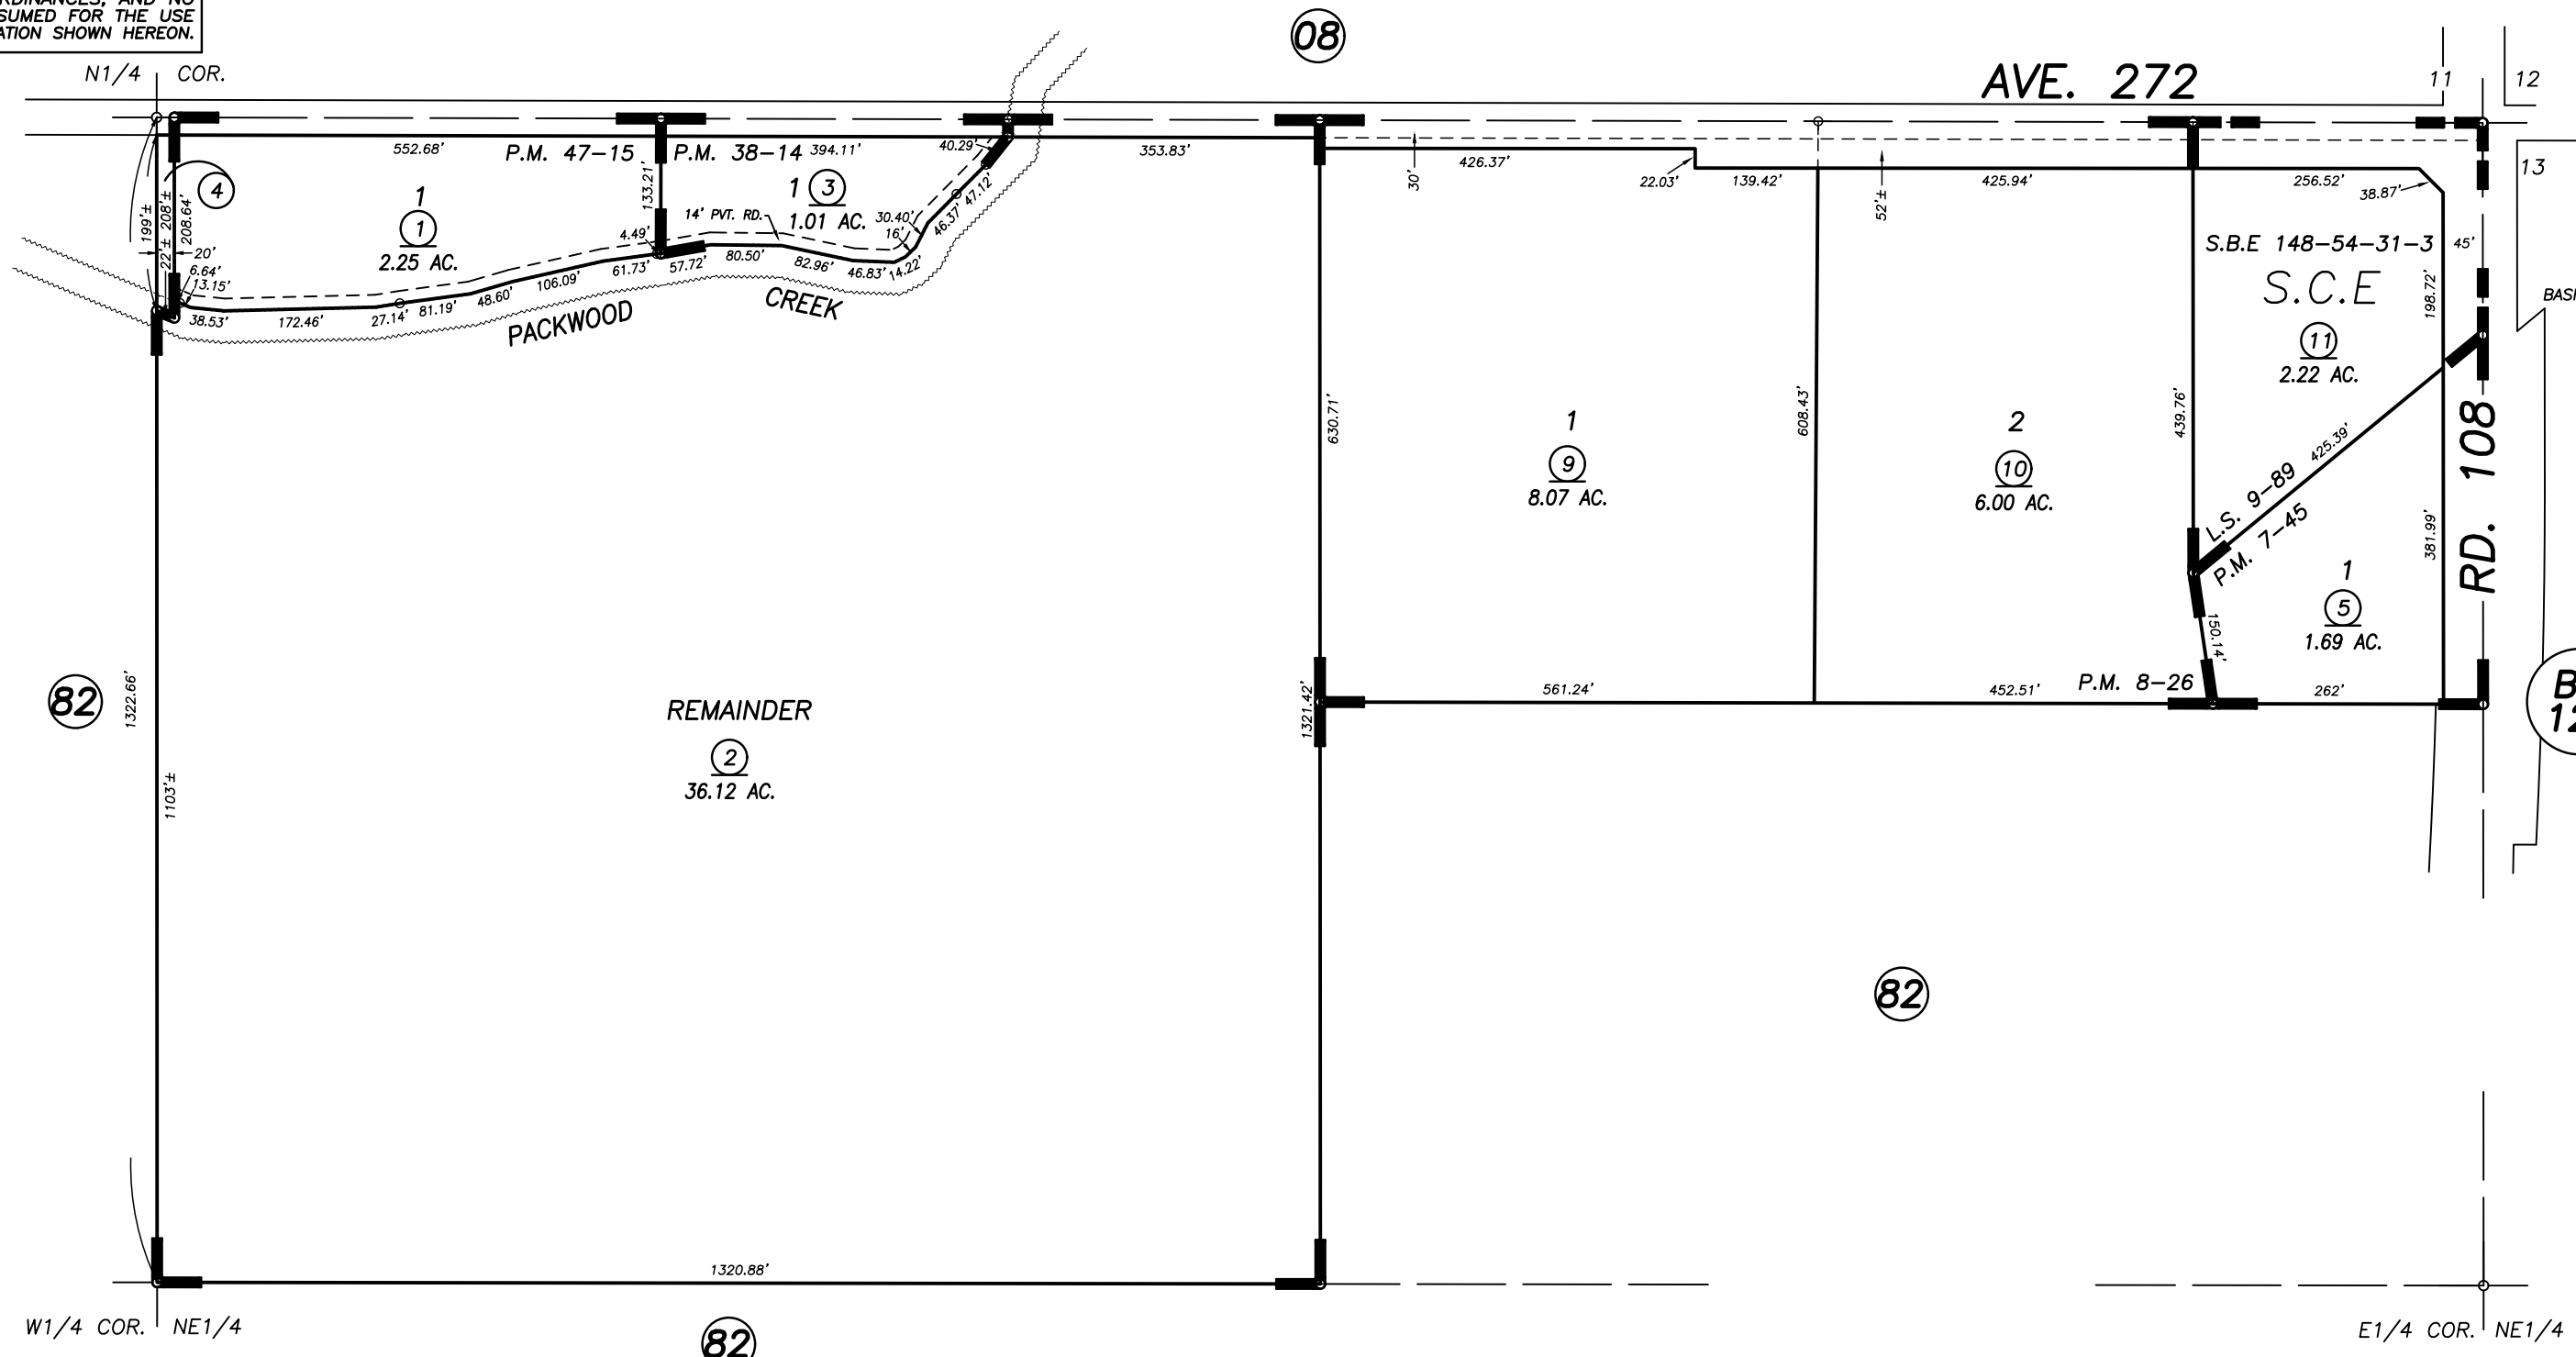 AND NO
SUMED FOR THE USE
ATION SHOWN HEREON.
08
N1/4 COR.
AVE. 272
11
12
13
552.68'
P.M. 47-15
P.M. 38-14
394.11'
40.29'
353.83'
4
1
1
2.25 AC.
133.21'
1
3
1.01 AC.
14' PVT. RD.
30.40'
16'
46.37'
47.12'
199'±
22'±
208'±
208.64'
20'
6.64'
13.15'
38.53'
172.46'
27.14'
81.19'
48.60'
106.09'
61.73'
4.49'
57.72'
80.50'
82.96'
46.83'
14.22'
PACKWOOD
CREEK
30'
426.37'
22.03'
139.42'
52'±
425.94'
256.52'
38.87'
S.B.E 148-54-31-3
45'
S.C.E
198.72'
11
2.22 AC.
630.71'
608.43'
439.76'
425.39'
L.S. 9-89
P.M. 7-45
RD. 108
1
9
8.07 AC.
2
10
6.00 AC.
381.99'
1
5
1.69 AC.
150.14'
82
1322.66'
1103'±
REMAINDER
2
36.12 AC.
1321.42'
561.24'
452.51'
P.M. 8-26
262'
82
1320.88'
W1/4 COR. NE1/4
82
E1/4 COR. NE1/4